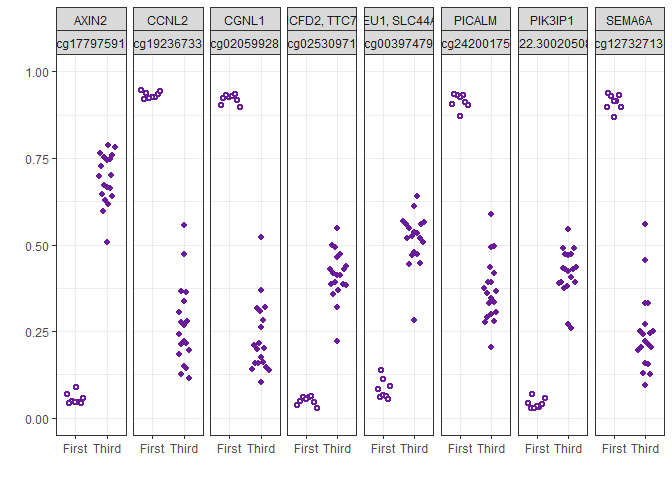 AXIN2 CCNL2 CGNL1 CFD2, TTC7 EU1, SLC44A PICALM PIK3IP1 SEMA6A
cg17797591 cg19236733 cg02059928 cg02530971 cg00397479 cg24200175 22.30020508 cg12732713
1.00
0.75
0.50
0.25
0.00
First Third First Third First Third First Third First Third First Third First Third First Third